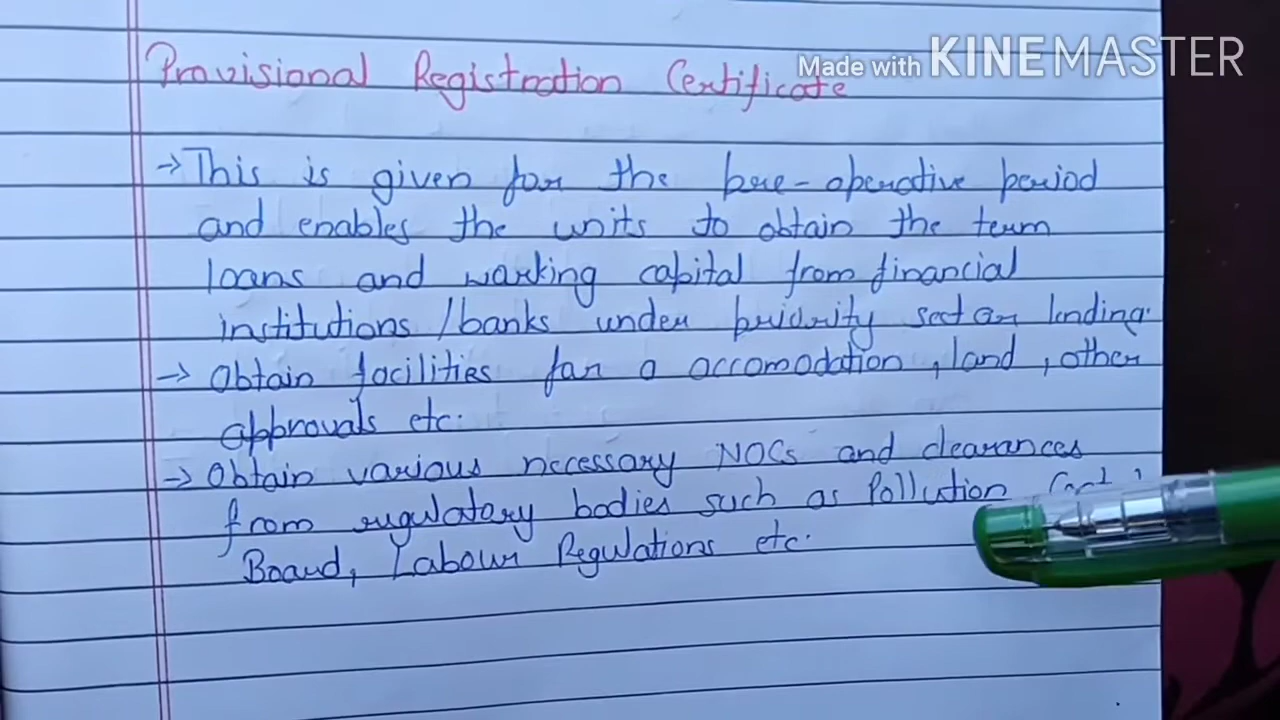 Provisional Registration Certificate
Made with KINEMASTER
→ This is given for the pre-operative period
and enables the units to obtain the term
loans and working capital from financial
institutions / banks under priority sector lending.
→ Obtain facilities for a accomodation, land, other
approvals etc.
→ Obtain various necessary NOCs and clearances
from regulatory bodies such as Pollution
Board, Labour Regulations etc.